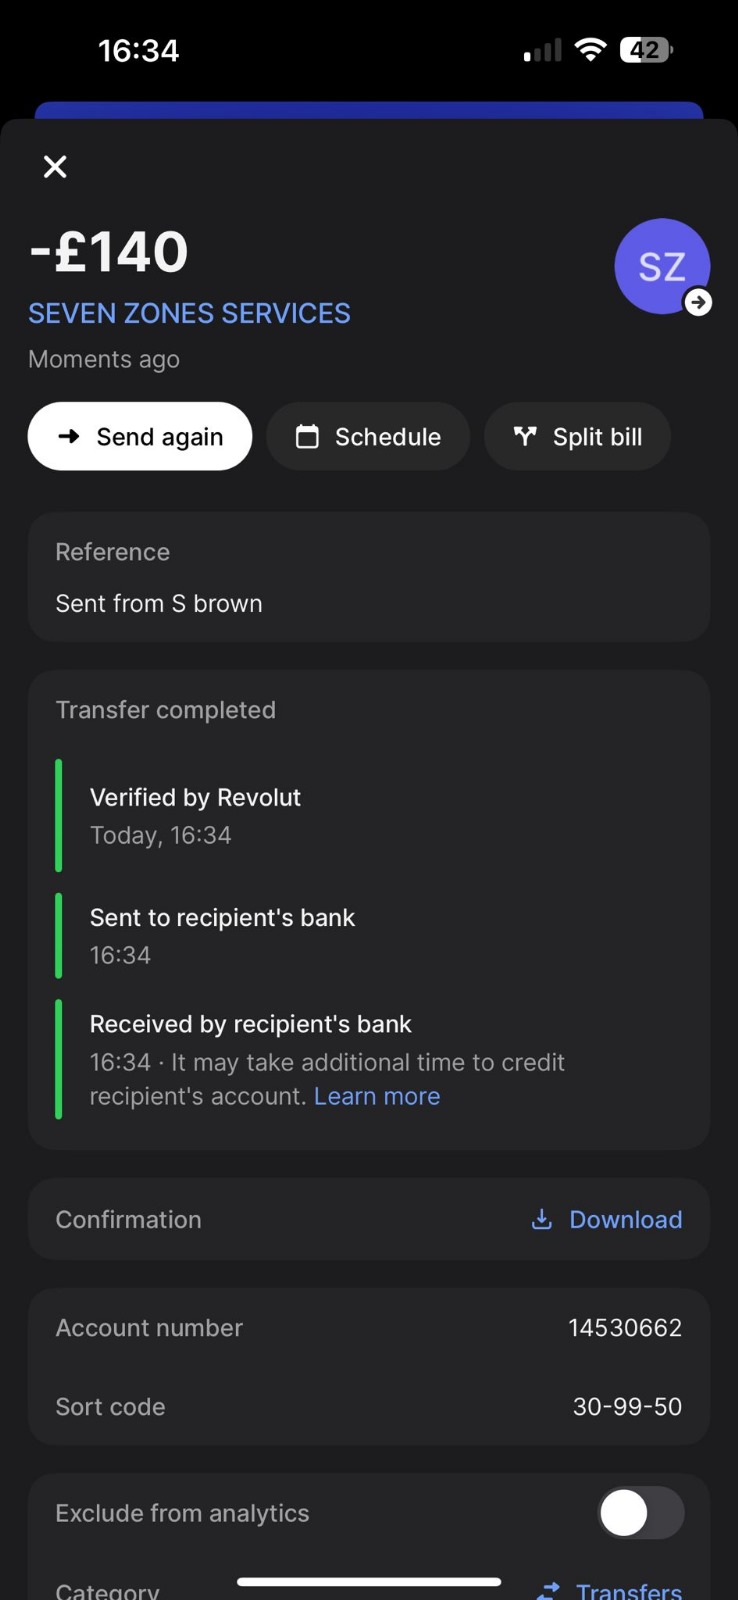 16:34
42
-£140
SZ
SEVEN ZONES SERVICES
Moments ago
Send again
Schedule
Split bill
Reference
Sent from S brown
Transfer completed
Verified by Revolut
Today, 16:34
Sent to recipient's bank
16:34
Received by recipient's bank
16:34 · It may take additional time to credit
recipient's account. Learn more
Confirmation
Download
Account number
14530662
Sort code
30-99-50
Exclude from analytics
Category
Transfers